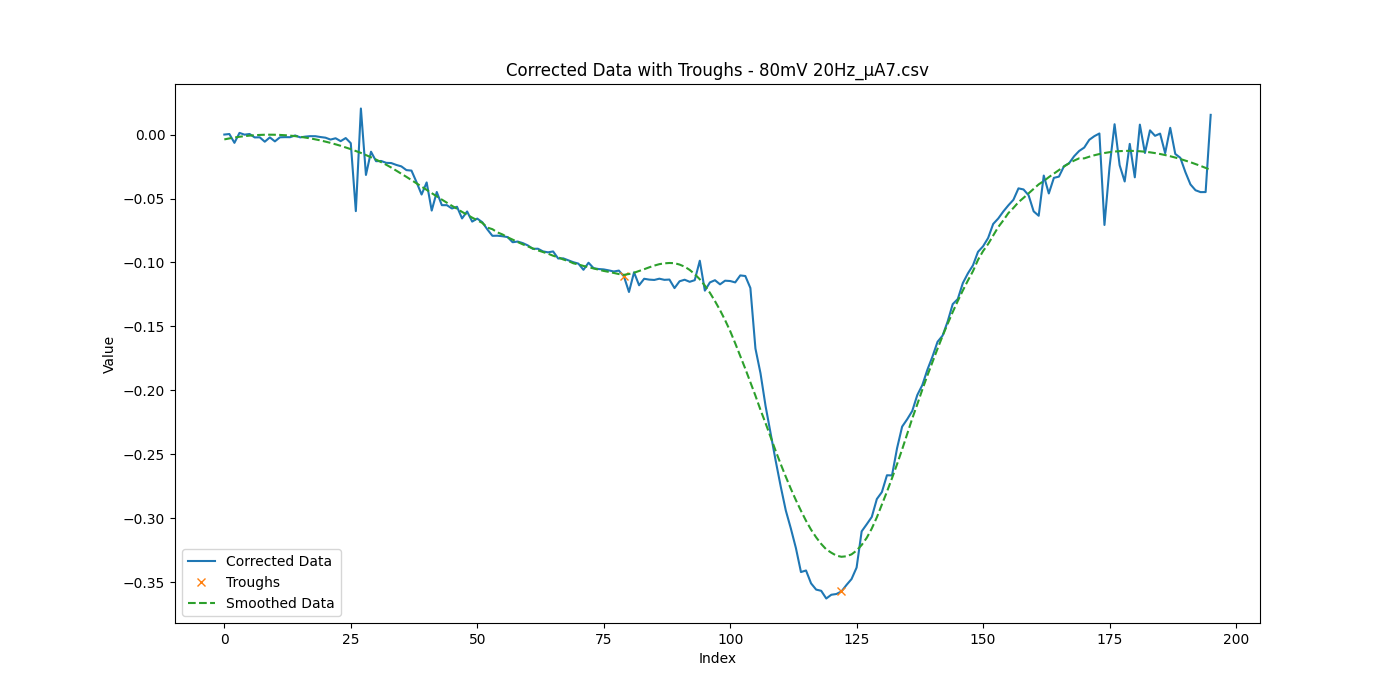 Corrected Data with Troughs - 80mV 20Hz_µA7.csv
Value
0.00
−0.05
−0.10
−0.15
−0.20
−0.25
−0.30
−0.35
Corrected Data
Troughs
Smoothed Data
0 25 50 75 100 125 150 175 200
Index